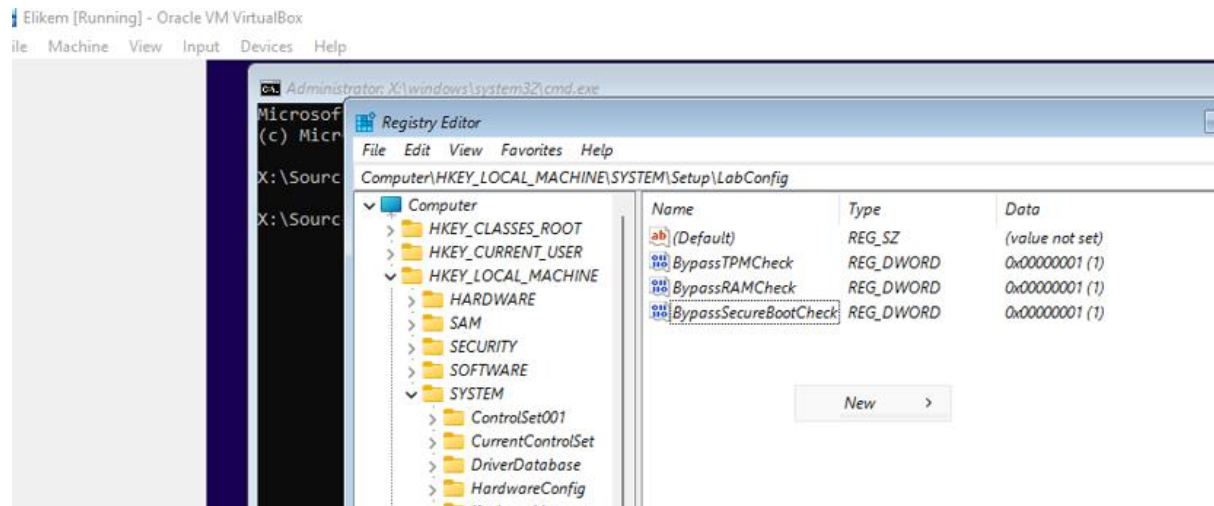 Elikem [Running] - Oracle VM VirtualBox
ile Machine View Input Devices Help
Administrator: X:\windows\system32\cmd.exe
Microsof
(c) Micr
X:\Sourc
X:\Sourc
Registry Editor
File Edit View Favorites Help
Computer\HKEY_LOCAL_MACHINE\SYSTEM\Setup\LabConfig
Computer
HKEY_CLASSES_ROOT
HKEY_CURRENT_USER
HKEY_LOCAL_MACHINE
HARDWARE
SAM
SECURITY
SOFTWARE
SYSTEM
ControlSet001
CurrentControlSet
DriverDatabase
HardwareConfig
Name Type Data
(Default) REG_SZ (value not set)
BypassTPMCheck REG_DWORD 0x00000001 (1)
BypassRAMCheck REG_DWORD 0x00000001 (1)
BypassSecureBootCheck REG_DWORD 0x00000001 (1)
New >